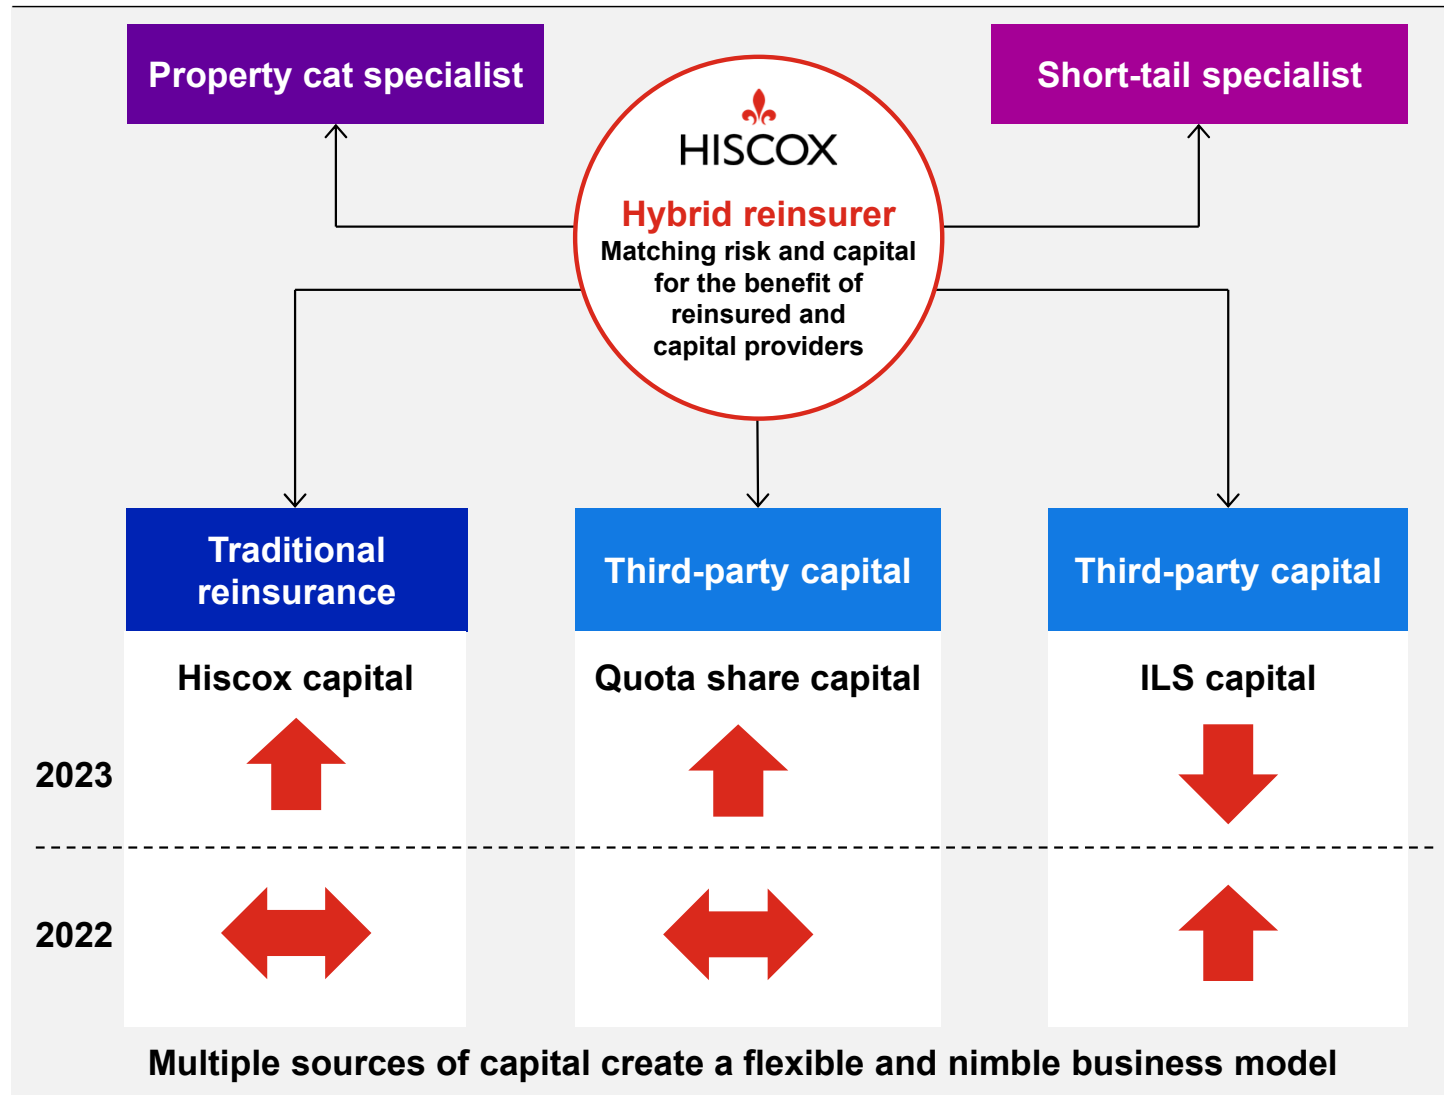 Property cat specialist
Short-tail specialist
HISCOX
Hybrid reinsurer
Matching risk and capital
for the benefit of
reinsured and
capital providers
Traditional
reinsurance
Third-party capital
Third-party capital
Hiscox capital
Quota share capital
ILS capital
2023
2022
Multiple sources of capital create a flexible and nimble business model